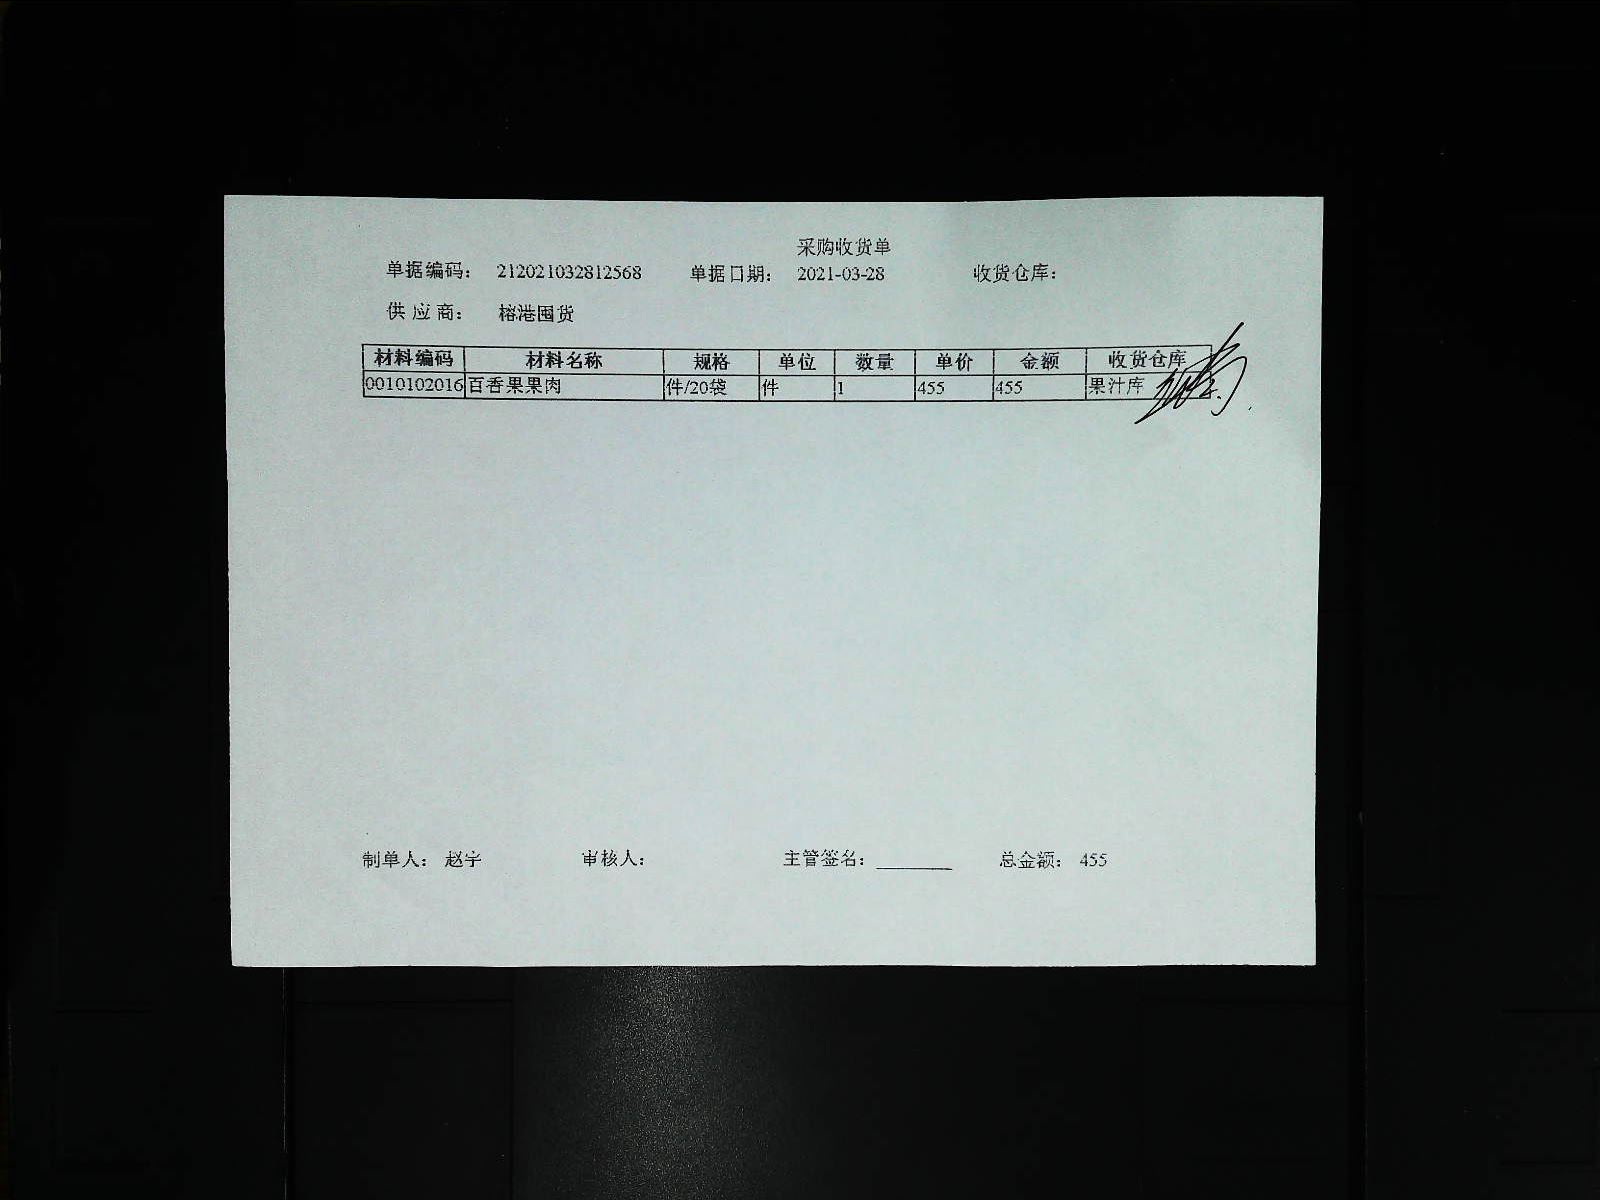 采购收货单
单据编码： 212021032812568 单据日期： 2021-03-28 收货仓库：
供应商： 榕港囤货
材料编码 材料名称 规格 单位 数量 单价 金额 收货仓库
0010102016 百香果果肉 件/20袋 件 1 455 455 果汁库
制单人： 赵宇 审核人： 主管签名： ________ 总金额： 455